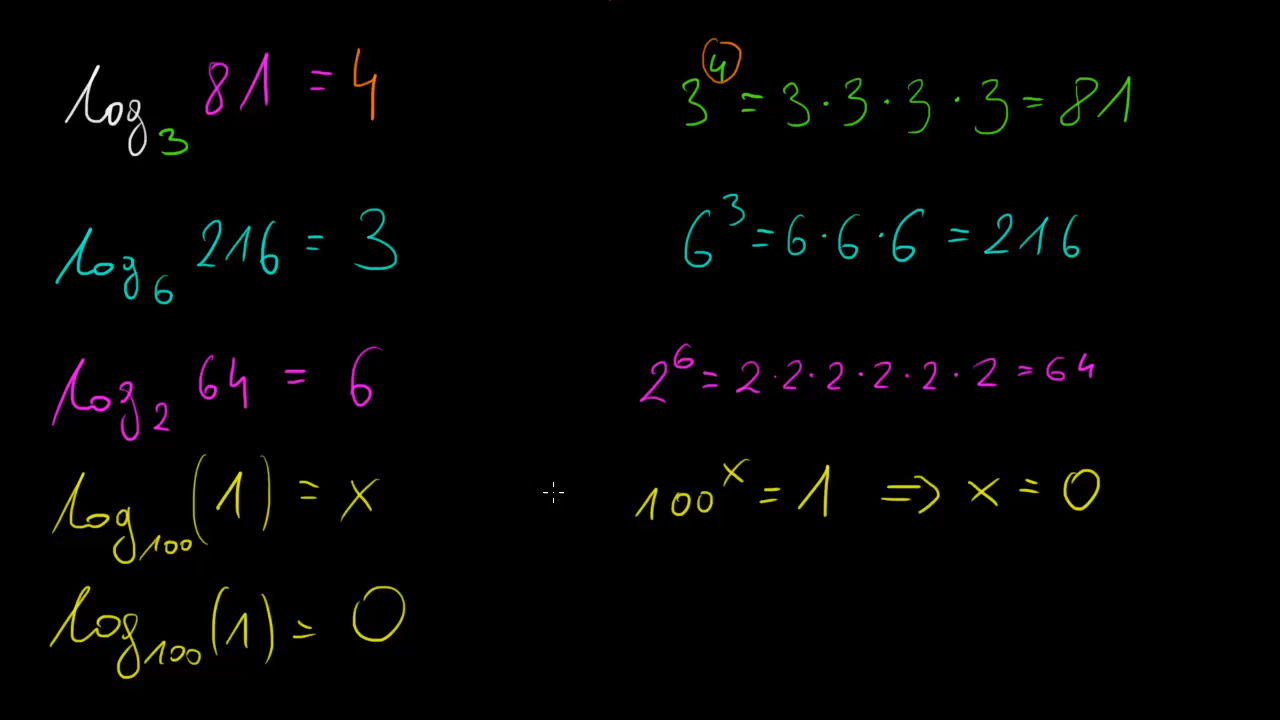 log₃ 81 = 4
3⁴ = 3 · 3 · 3 · 3 = 81
log₆ 216 = 3
6³ = 6 · 6 · 6 = 216
log₂ 64 = 6
2⁶ = 2 · 2 · 2 · 2 · 2 · 2 = 64
log₁₀₀ (1) = x
100ˣ = 1 ⇒ x = 0
log₁₀₀ (1) = 0